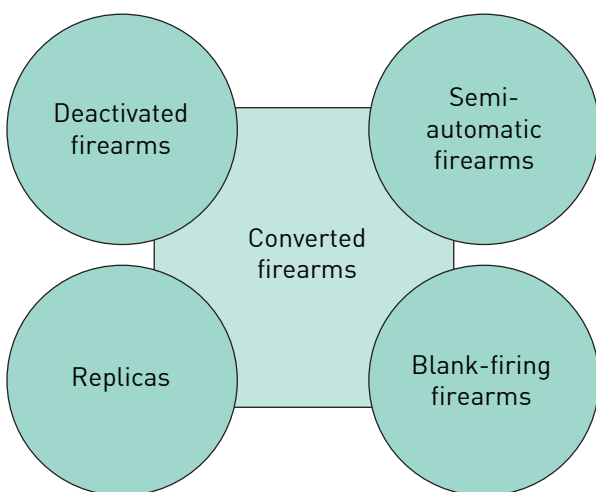 Deactivated
firearms
Semi-
automatic
firearms
Converted
firearms
Replicas
Blank-firing
firearms